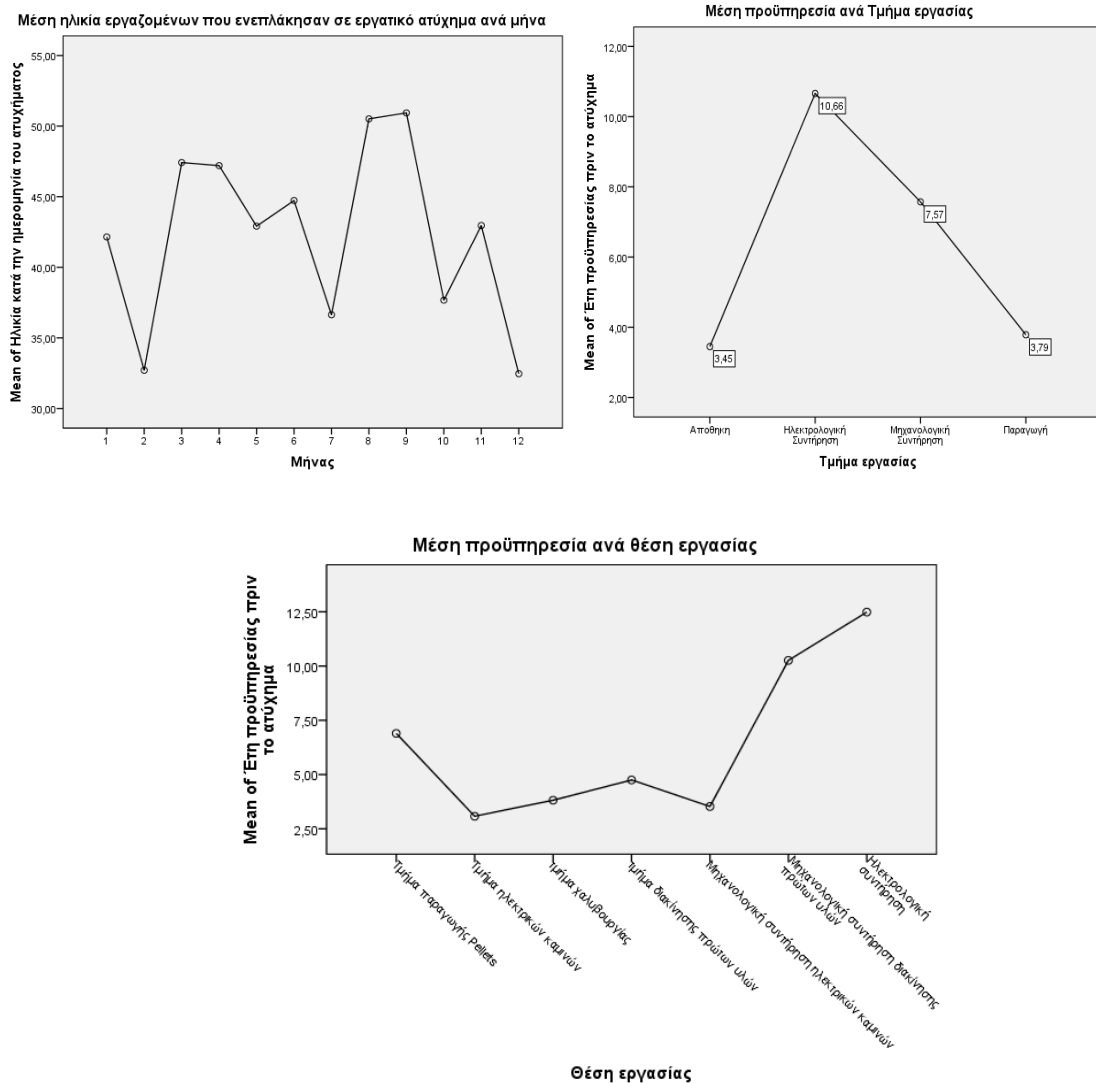 Μέση ηλικία εργαζομένων που ενεπλάκησαν σε εργατικό ατύχημα ανά μήνα
Mean of Ηλικία κατά την ημερομηνία του ατυχήματος
55,00
50,00
45,00
40,00
35,00
30,00
1 2 3 4 5 6 7 8 9 10 11 12
Μήνας
Μέση προϋπηρεσία ανά Τμήμα εργασίας
Mean of Έτη προϋπηρεσίας πριν το ατύχημα
12,00
10,00
8,00
6,00
4,00
2,00
10,66
7,57
3,45
3,79
Αποθηκη
Ηλεκτρολογική
Συντήρηση
Μηχανολογική
Συντήρηση
Παραγωγή
Τμήμα εργασίας
Μέση προϋπηρεσία ανά θέση εργασίας
Mean of Έτη προϋπηρεσίας πριν
το ατύχημα
12,50
10,00
7,50
5,00
2,50
Τμήμα παραγωγής Pellets
Τμήμα ηλεκτρικών καμινών
Τμήμα χαλυβουργίας
Τμήμα διακίνησης πρώτων υλών
Μηχανολογική συντήρηση ηλεκτρικών καμινών
Μηχανολογική συντήρηση διακίνησης
πρώτων υλών
Ηλεκτρολογική
συντήρηση
Θέση εργασίας